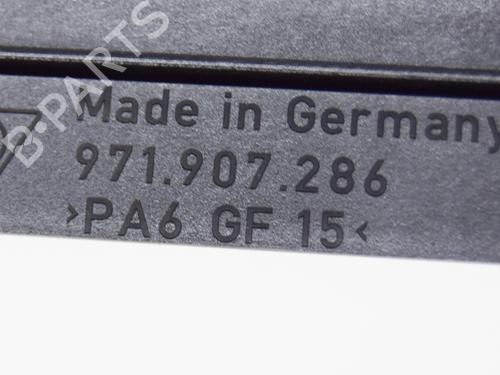 B-PARTS
Made in Germany
971.907.286
>PA6 GF 15<